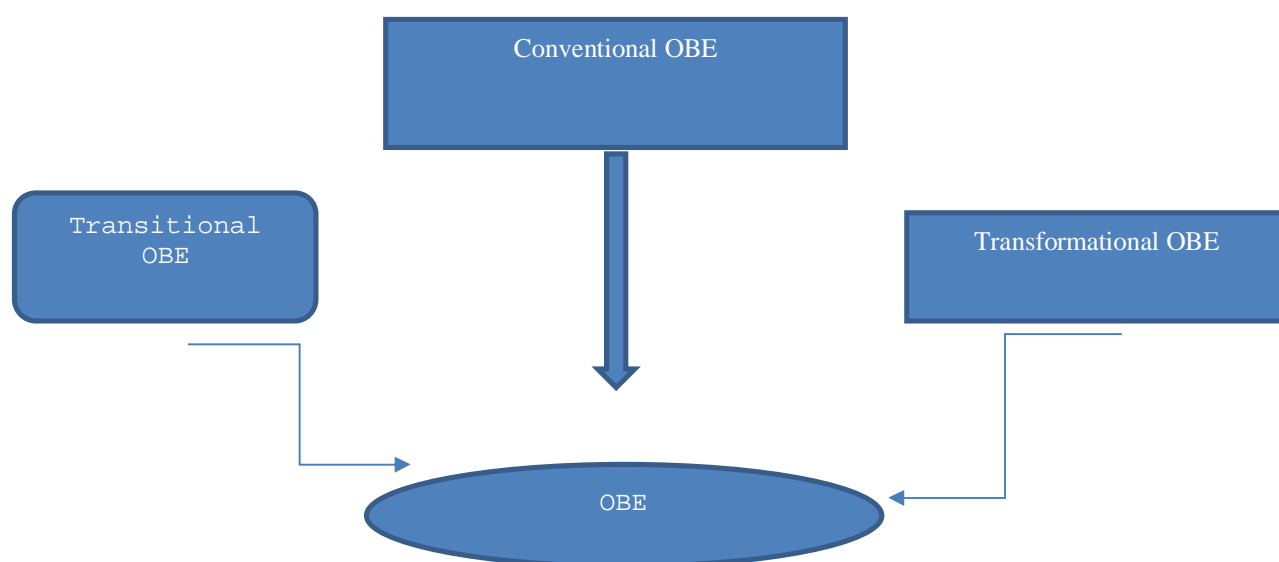 Conventional OBE
Transitional
OBE
Transformational OBE
OBE